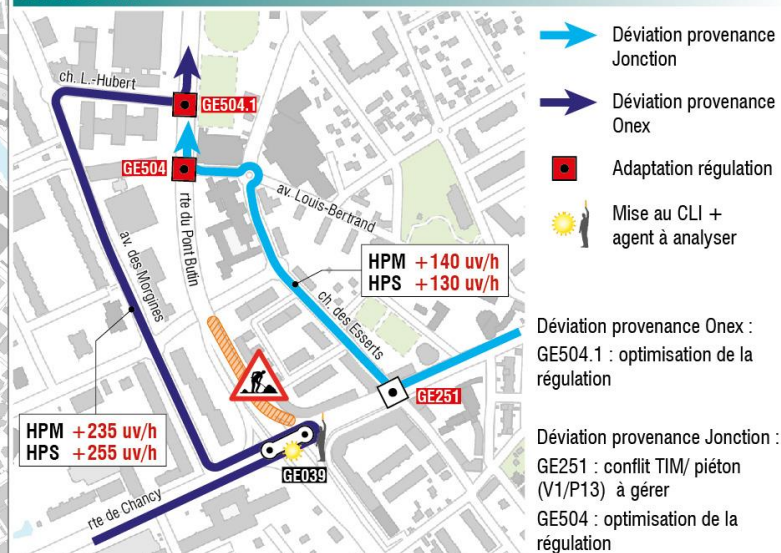 ch. L.-Hubert
GE504.1
GE504
av. Louis-Bertrand
rte du Pont Butin
av. des Morgines
HPM +140 uv/h
HPS +130 uv/h
ch. des Esserts
GE251
HPM +235 uv/h
HPS +255 uv/h
GE039
rte de Chancy
Déviation provenance
Jonction
Déviation provenance
Onex
Adaptation régulation
Mise au CLI +
agent à analyser
Déviation provenance Onex :
GE504.1 : optimisation de la
régulation
Déviation provenance Jonction :
GE251 : conflit TIM/ piéton
(V1/P13) à gérer
GE504 : optimisation de la
régulation